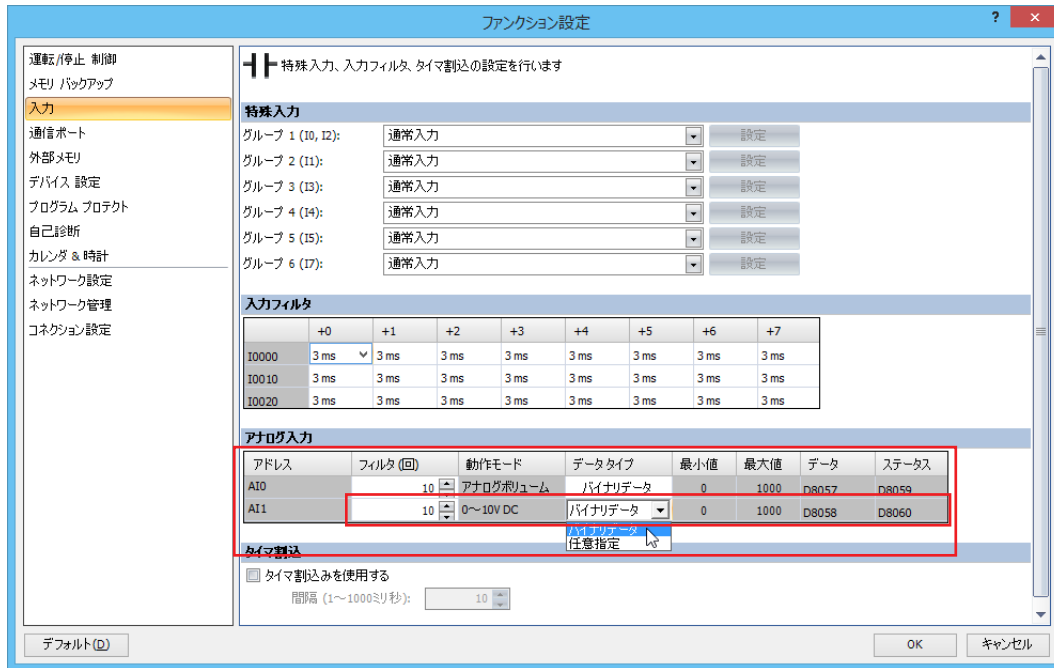 ファンクション設定
? ×
運転/停止 制御
メモリ バックアップ
入力
通信ポート
外部メモリ
デバイス 設定
プログラム プロテクト
自己診断
カレンダ & 時計
ネットワーク設定
ネットワーク管理
コネクション設定
特殊入力、入力フィルタ、タイマ割込の設定を行います
特殊入力
グループ 1 (I0, I2): 通常入力 設定
グループ 2 (I1): 通常入力 設定
グループ 3 (I3): 通常入力 設定
グループ 4 (I4): 通常入力 設定
グループ 5 (I5): 通常入力 設定
グループ 6 (I7): 通常入力 設定
入力フィルタ
+0 +1 +2 +3 +4 +5 +6 +7
I0000 3 ms 3 ms 3 ms 3 ms 3 ms 3 ms 3 ms 3 ms
I0010 3 ms 3 ms 3 ms 3 ms 3 ms 3 ms 3 ms 3 ms
I0020 3 ms 3 ms 3 ms 3 ms 3 ms 3 ms 3 ms 3 ms
アナログ入力
アドレス フィルタ (回) 動作モード データ タイプ 最小値 最大値 データ ステータス
AI0 10 アナログボリューム バイナリデータ 0 1000 D8057 D8059
AI1 10 0～10V DC バイナリデータ 0 1000 D8058 D8060
バイナリデータ
任意指定
タイマ割込
タイマ割込みを使用する
間隔 (1～1000ミリ秒): 10
デフォルト(D) OK キャンセル